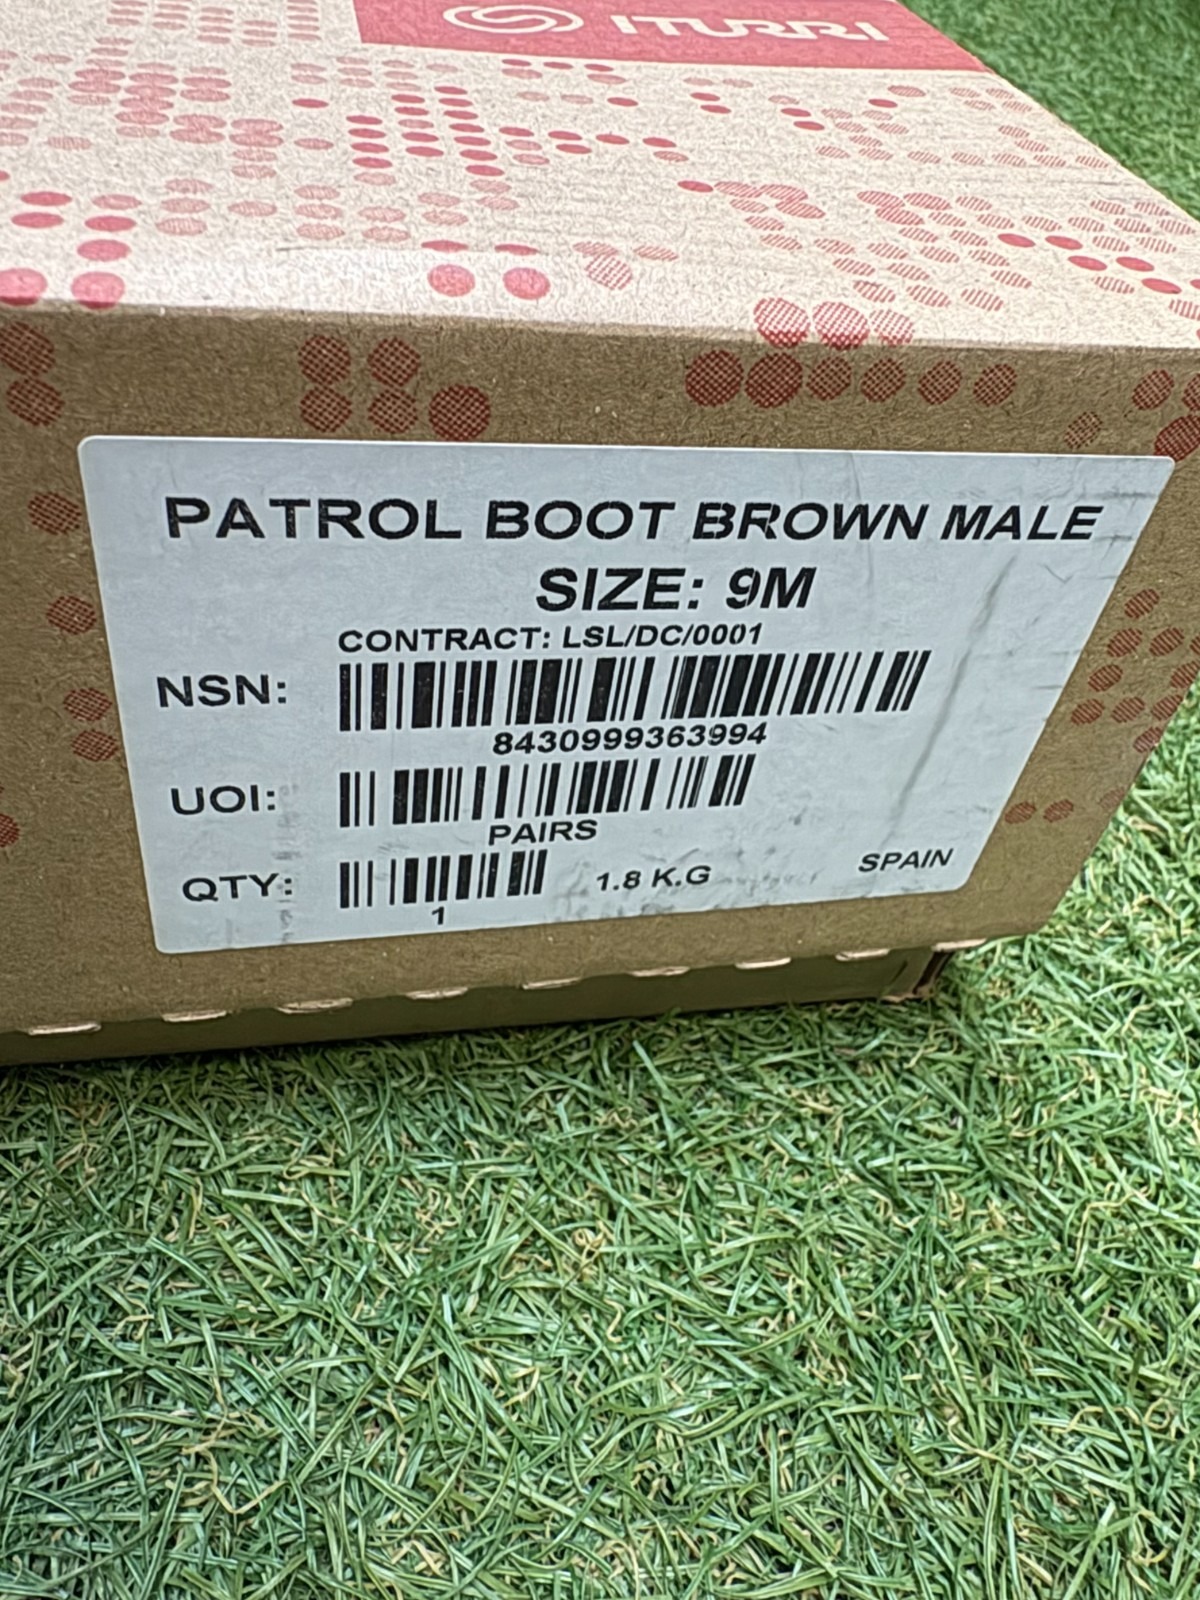 ITURRI
PATROL BOOT BROWN MALE
SIZE: 9M
CONTRACT: LSL/DC/0001
NSN:
8430999363994
UOI:
PAIRS
QTY:
1
1.8 K.G
SPAIN